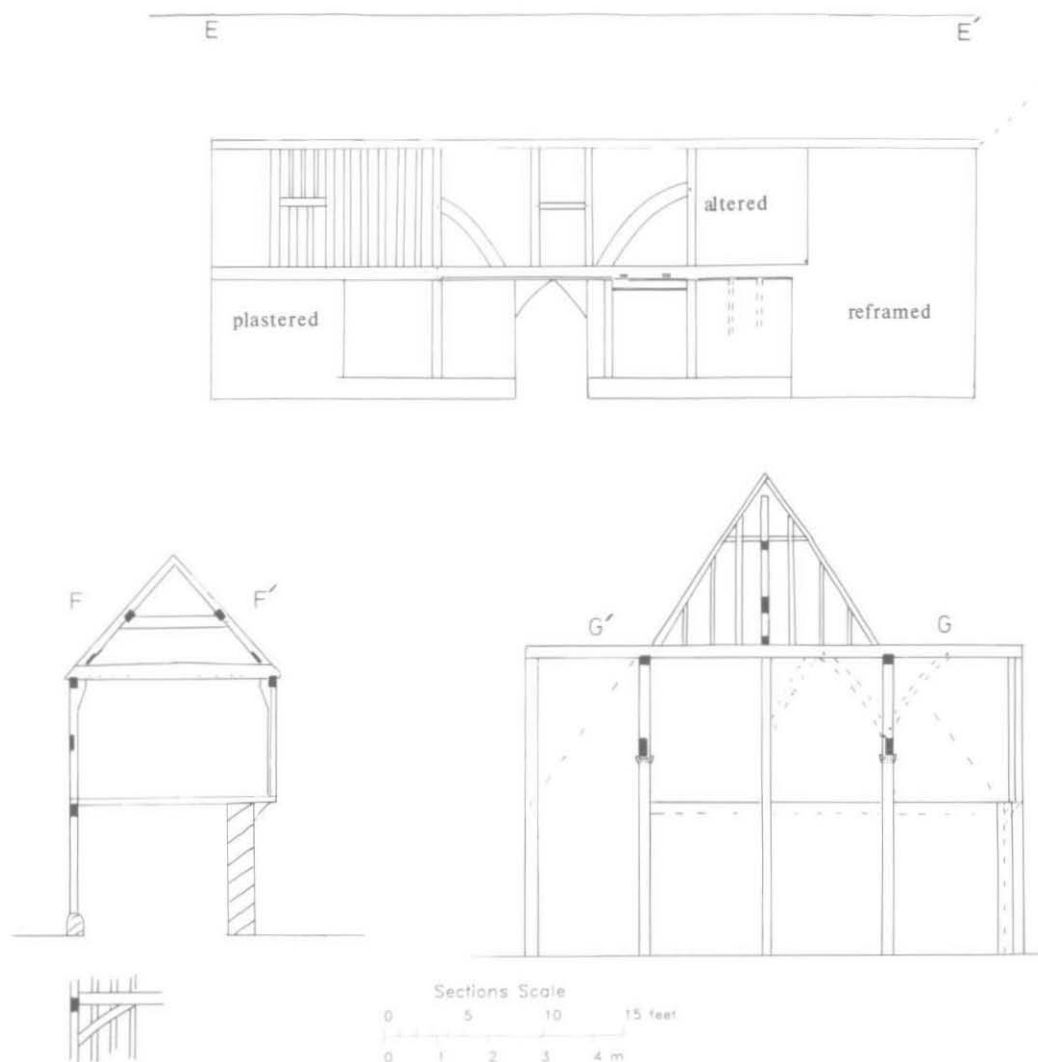 E E′
altered
plastered
reframed
F F′
G′ G
Sections Scale
0 5 10 15 feet
0 1 2 3 4 m